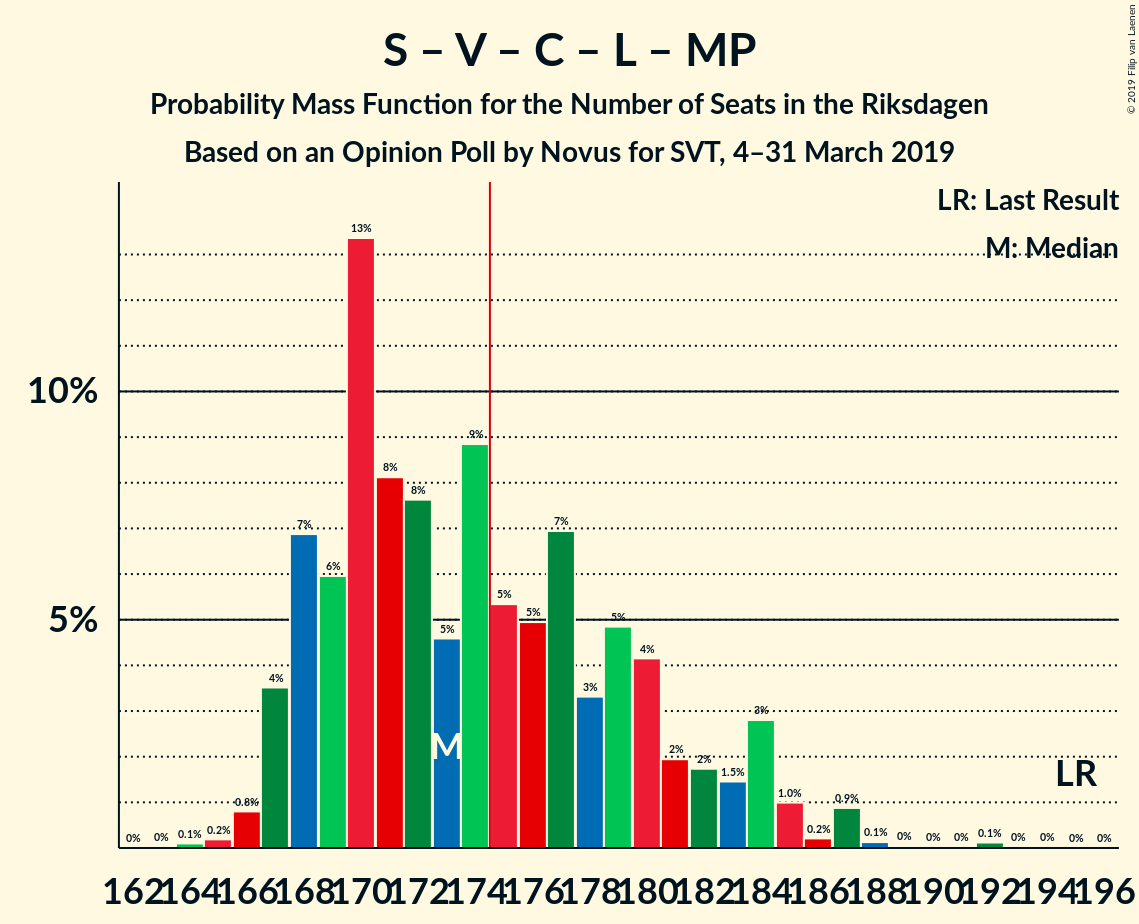 S – V – C – L – MP
Probability Mass Function for the Number of Seats in the Riksdagen
Based on an Opinion Poll by Novus for SVT, 4–31 March 2019
© 2019 Filip van Laenen
LR: Last Result
M: Median
10%
5%
0% 0% 0.1% 0.2% 0.8% 4% 7% 6% 13% 8% 8% 5% 9% 5% 5% 7% 3% 5% 4% 2% 2% 1.5% 3% 1.0% 0.2% 0.9% 0.1% 0% 0% 0% 0.1% 0% 0% 0% 0%
M
LR
162 164 166 168 170 172 174 176 178 180 182 184 186 188 190 192 194 196